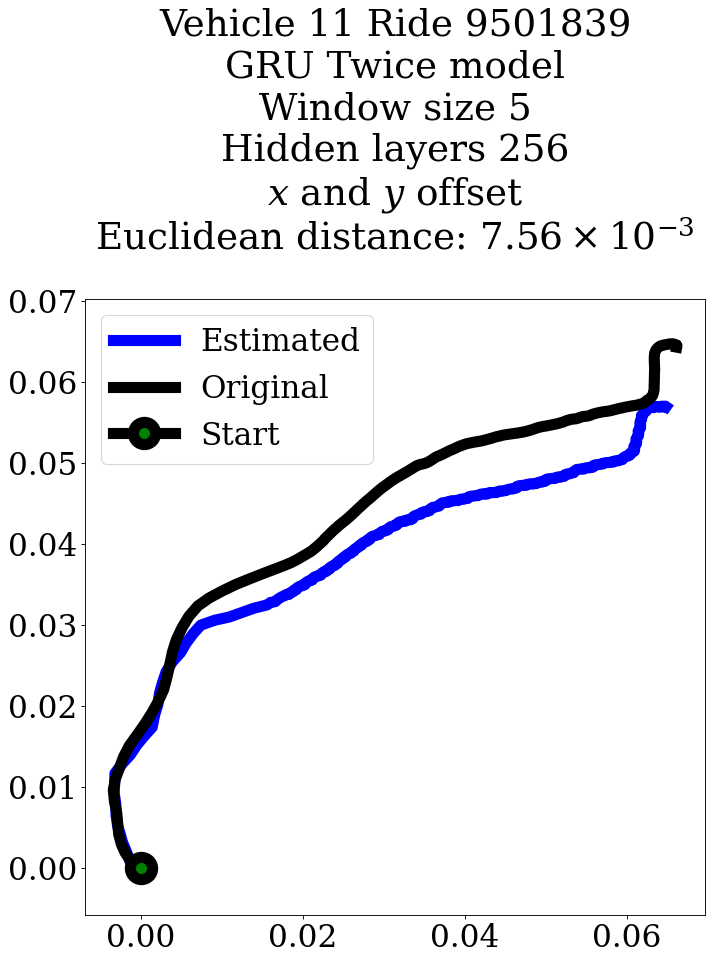 Vehicle 11 Ride 9501839
GRU Twice model
Window size 5
Hidden layers 256
x and y offset
Euclidean distance: 7.56 × 10⁻³
Estimated
Original
Start
0.07
0.06
0.05
0.04
0.03
0.02
0.01
0.00
0.00 0.02 0.04 0.06